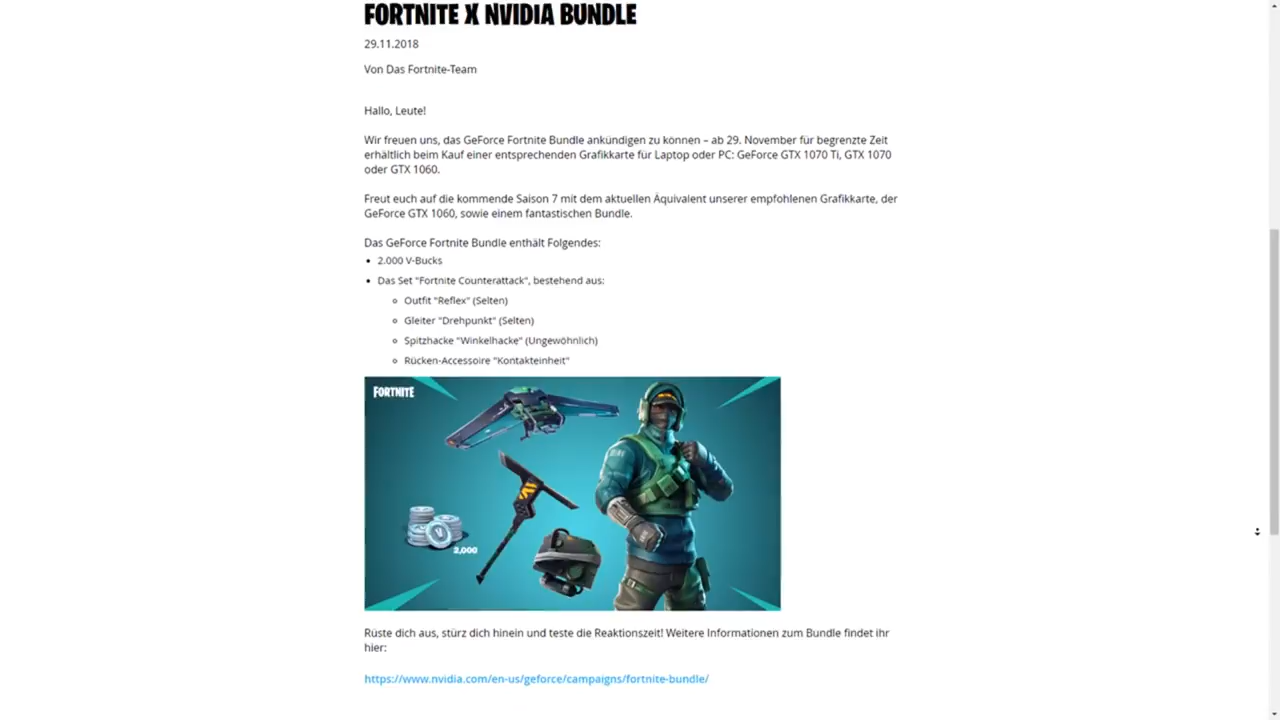 FORTNITE X NVIDIA BUNDLE
29.11.2018
Von Das Fortnite-Team
Hallo, Leute!
Wir freuen uns, das GeForce Fortnite Bundle ankündigen zu können – ab 29. November für begrenzte Zeit
erhältlich beim Kauf einer entsprechenden Grafikkarte für Laptop oder PC: GeForce GTX 1070 Ti, GTX 1070
oder GTX 1060.
Freut euch auf die kommende Saison 7 mit dem aktuellen Äquivalent unserer empfohlenen Grafikkarte, der
GeForce GTX 1060, sowie einem fantastischen Bundle.
Das GeForce Fortnite Bundle enthält Folgendes:
• 2.000 V-Bucks
• Das Set "Fortnite Counterattack", bestehend aus:
◦ Outfit "Reflex" (Selten)
◦ Gleiter "Drehpunkt" (Selten)
◦ Spitzhacke "Winkelhacke" (Ungewöhnlich)
◦ Rücken-Accessoire "Kontakteinheit"
FORTNITE
V
2,000
Rüste dich aus, stürz dich hinein und teste die Reaktionszeit! Weitere Informationen zum Bundle findet ihr
hier:
https://www.nvidia.com/en-us/geforce/campaigns/fortnite-bundle/